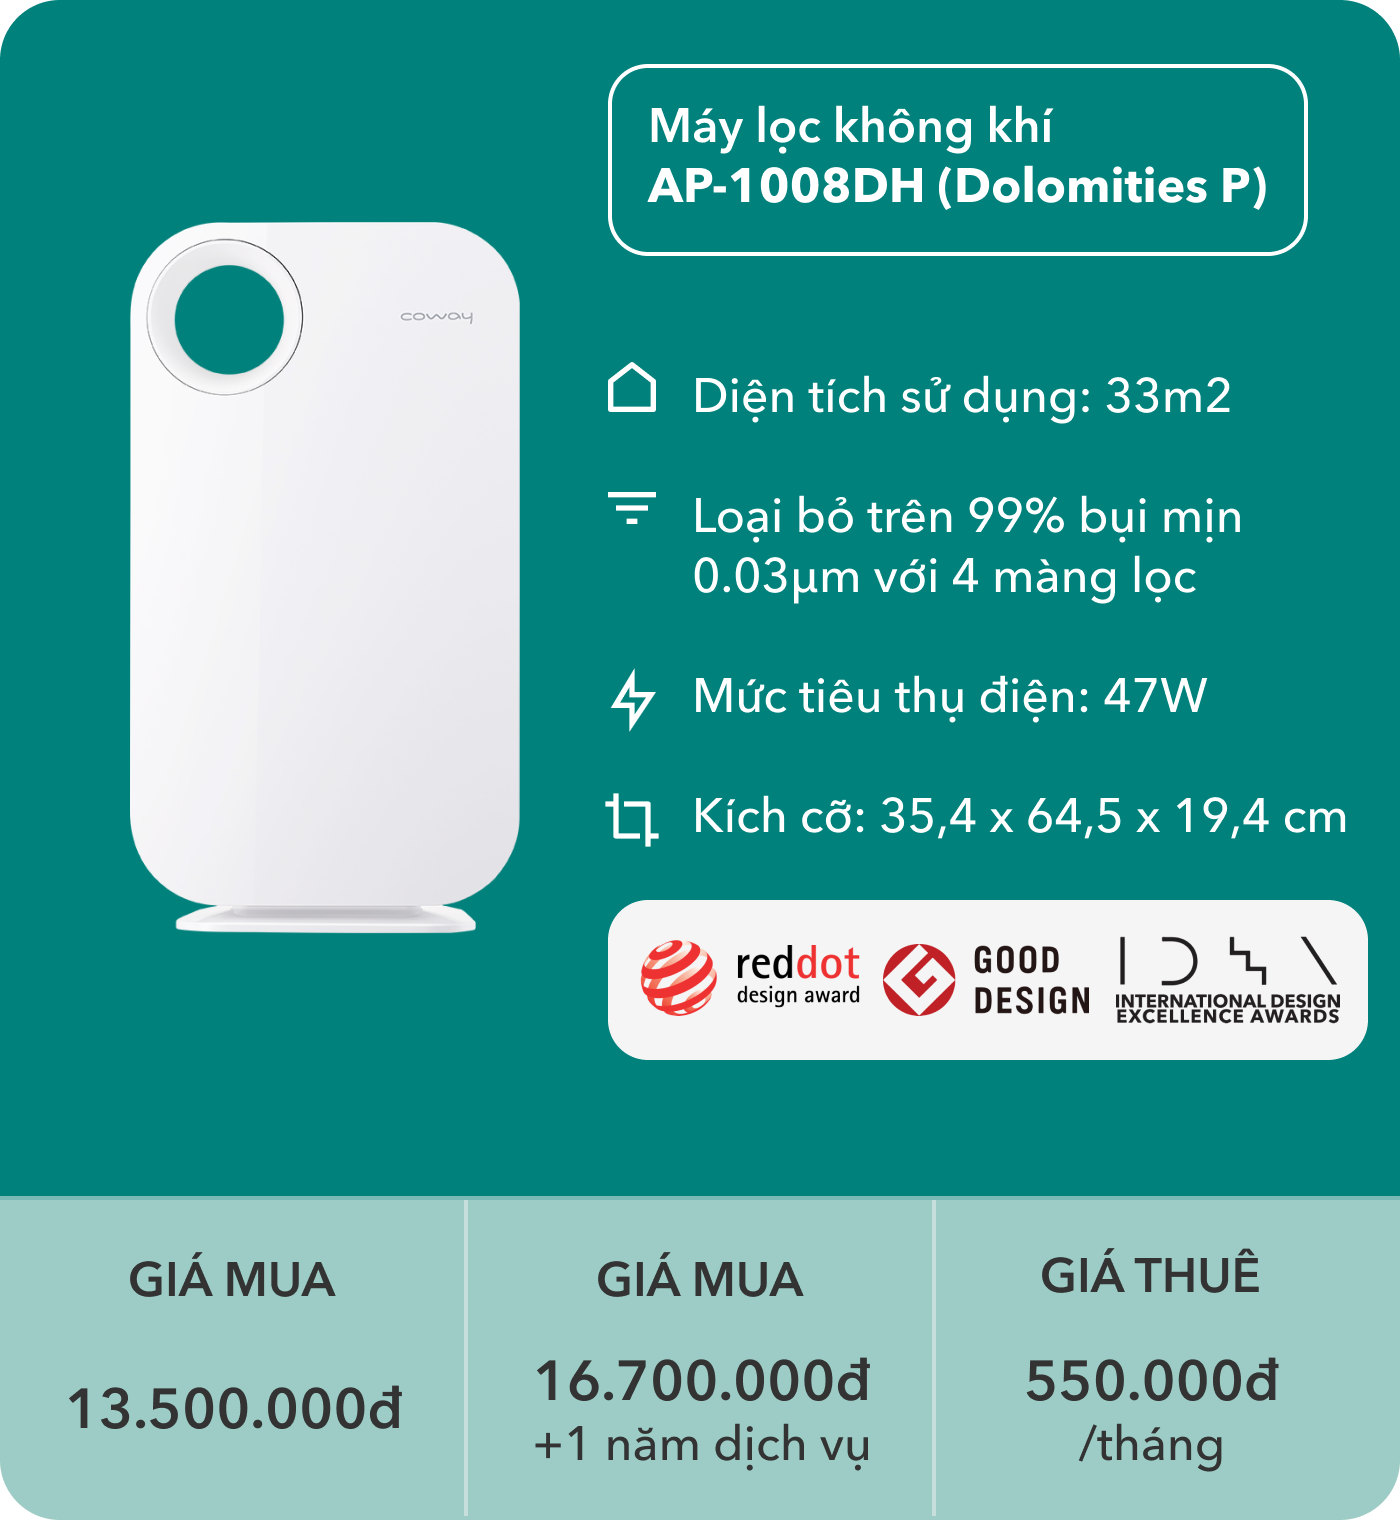 Máy lọc không khí
AP-1008DH (Dolomities P)
coway
Diện tích sử dụng: 33m2
Loại bỏ trên 99% bụi mịn
0.03µm với 4 màng lọc
Mức tiêu thụ điện: 47W
Kích cỡ: 35,4 x 64,5 x 19,4 cm
reddot
design award
GOOD
DESIGN
INTERNATIONAL DESIGN
EXCELLENCE AWARDS
GIÁ MUA
13.500.000đ
GIÁ MUA
16.700.000đ
+1 năm dịch vụ
GIÁ THUÊ
550.000đ
/tháng